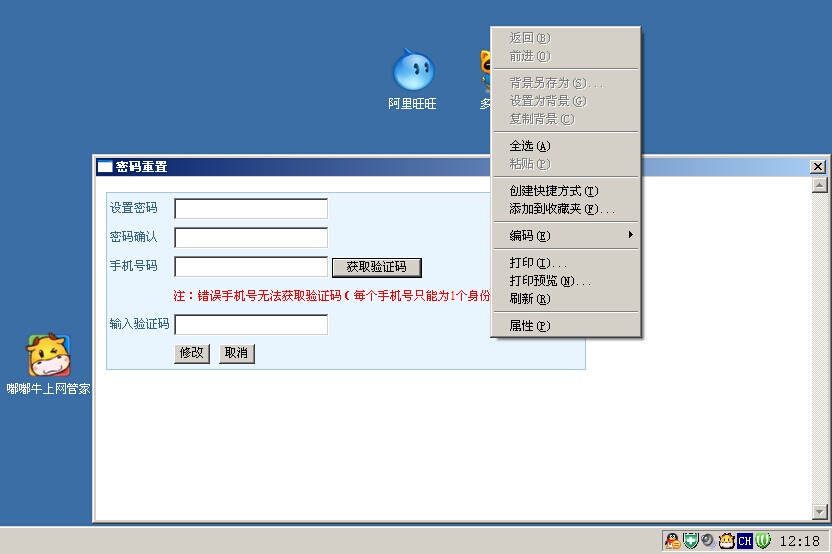 阿里旺旺
多
返回(B)
前进(O)
背景另存为(S)...
设置为背景(G)
复制背景(C)
全选(A)
粘贴(P)
创建快捷方式(T)
添加到收藏夹(F)...
编码(E)
打印(I)...
打印预览(N)...
刷新(R)
属性(P)
密码重置
设置密码
密码确认
手机号码
获取验证码
注：错误手机号无法获取验证码(每个手机号只能为1个身份
输入验证码
修改
取消
嘟嘟牛上网管家
CH
12:18